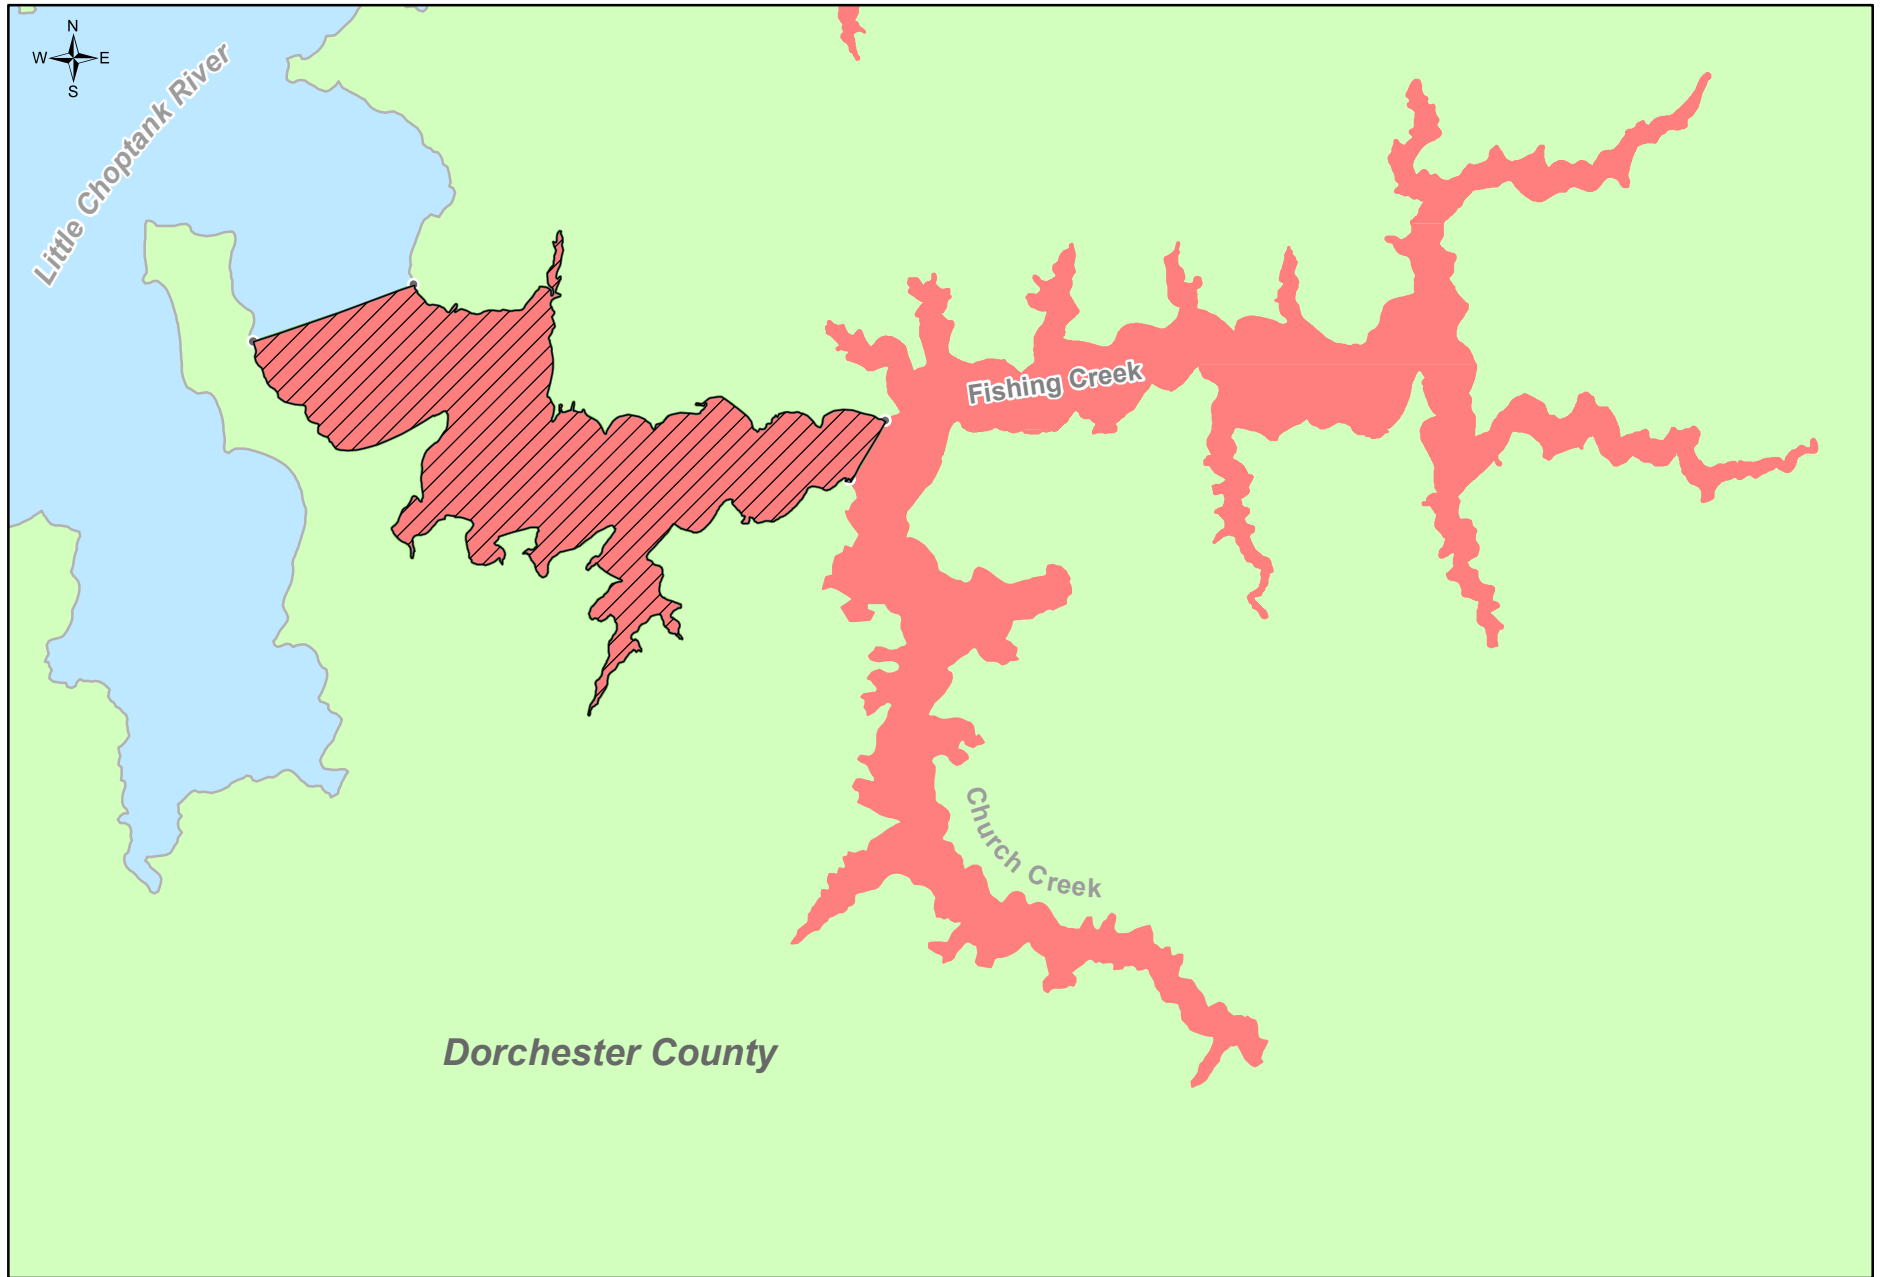 N
W E
S
Little Choptank River
Fishing Creek
Church Creek
Dorchester County